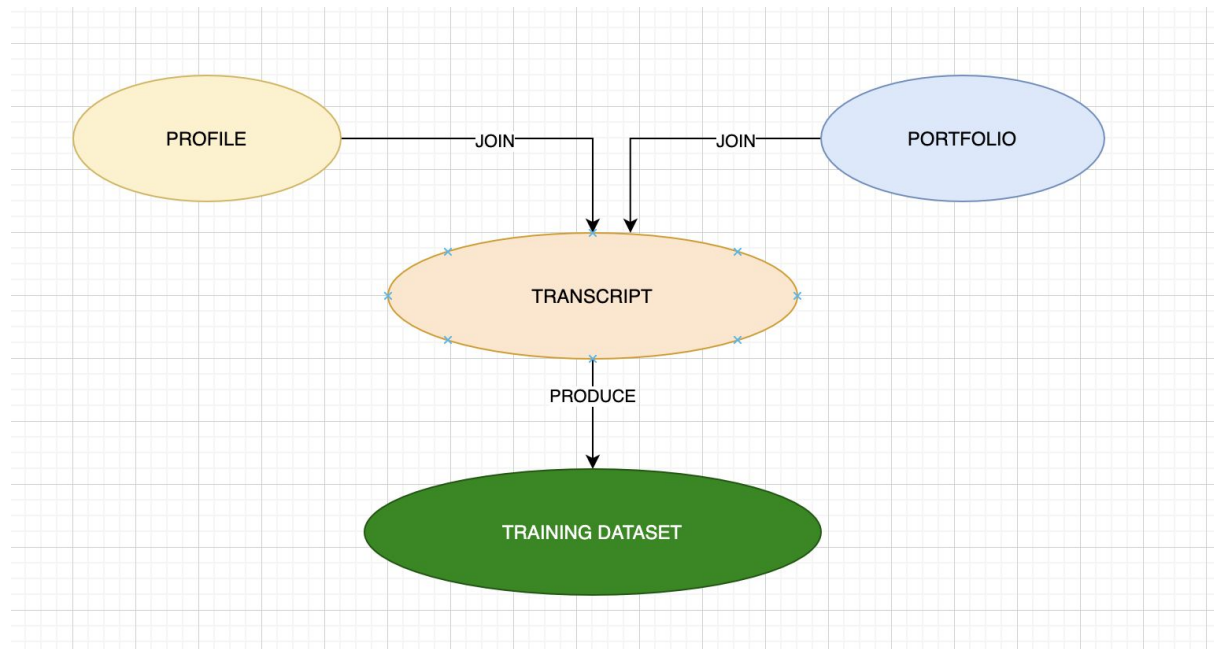 PROFILE
JOIN
JOIN
PORTFOLIO
TRANSCRIPT
PRODUCE
TRAINING DATASET